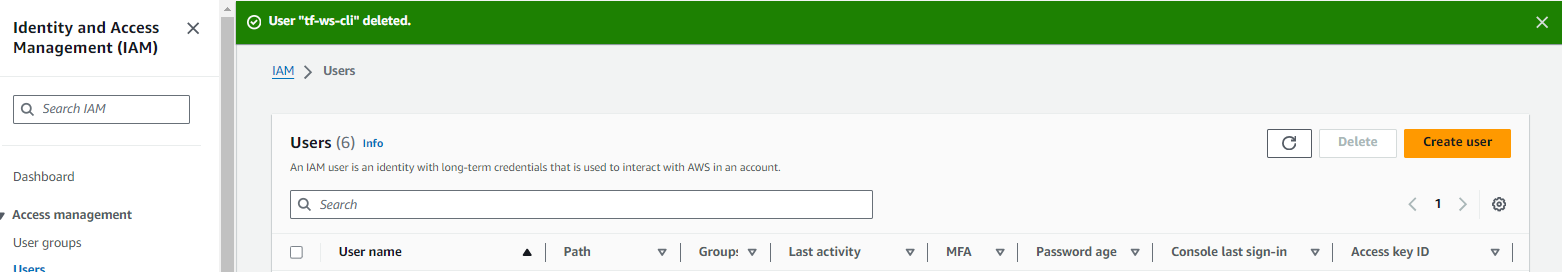 Identity and Access
Management (IAM)
Search IAM
Dashboard
Access management
User groups
Users
User "tf-ws-cli" deleted.
IAM > Users
Users (6) Info
Delete
Create user
An IAM user is an identity with long-term credentials that is used to interact with AWS in an account.
Search
1
User name Path Groups Last activity MFA Password age Console last sign-in Access key ID